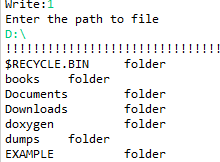 Write:1
Enter the path to file
D:\
!!!!!!!!!!!!!!!!!!!!!!!!!!!!!!!!
$RECYCLE.BIN folder
books folder
Documents folder
Downloads folder
doxygen folder
dumps folder
EXAMPLE folder